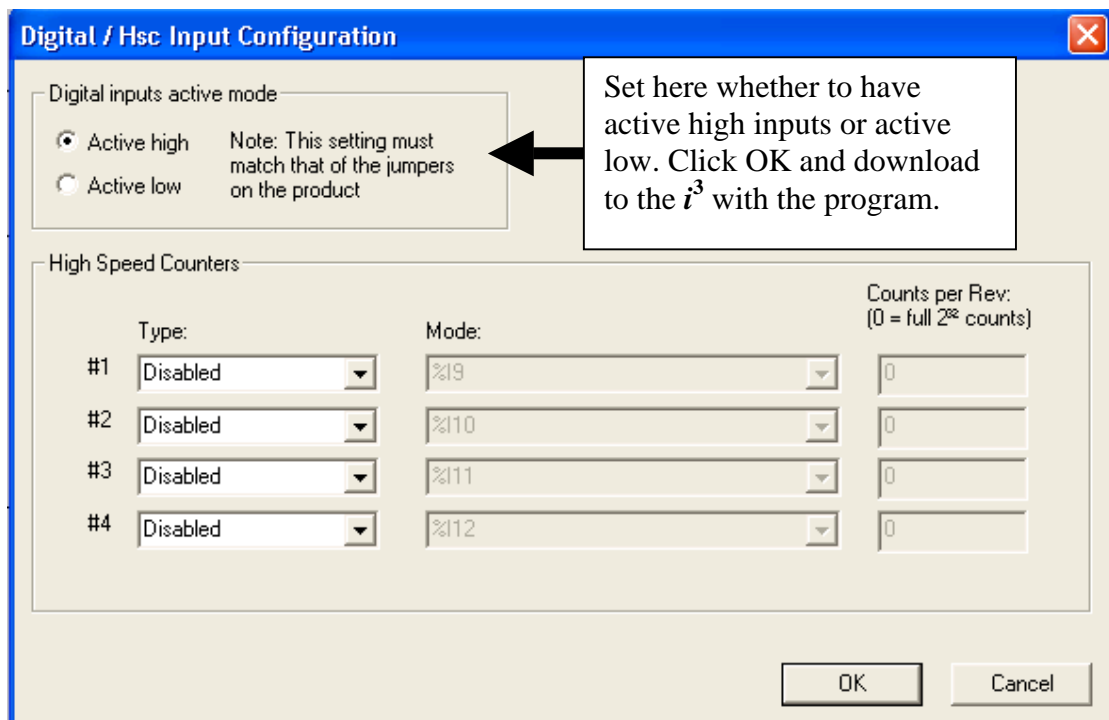 Digital / Hsc Input Configuration
Digital inputs active mode
Active high
Active low
Note: This setting must
match that of the jumpers
on the product
Set here whether to have
active high inputs or active
low. Click OK and download
to the i³ with the program.
High Speed Counters
Counts per Rev:
(0 = full 2³² counts)
Type:
Mode:
#1 Disabled %I9 0
#2 Disabled %I10 0
#3 Disabled %I11 0
#4 Disabled %I12 0
OK Cancel